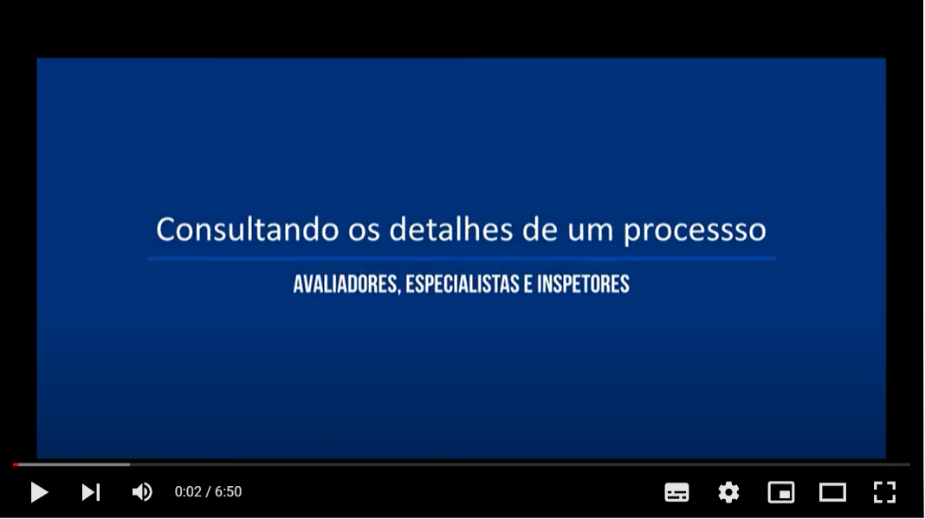 Consultando os detalhes de um processso
AVALIADORES, ESPECIALISTAS E INSPETORES
0:02 / 6:50